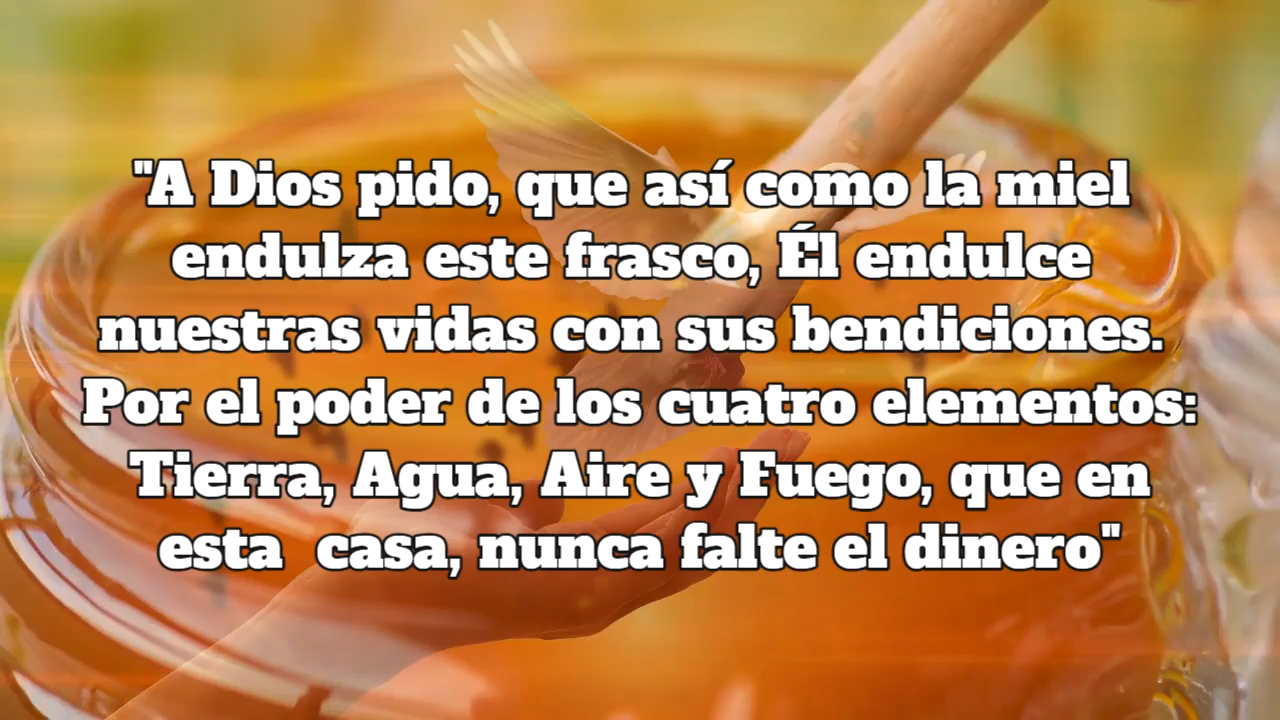 "A Dios pido, que así como la miel
endulza este frasco, Él endulce
nuestras vidas con sus bendiciones.
Por el poder de los cuatro elementos:
Tierra, Agua, Aire y Fuego, que en
esta  casa, nunca falte el dinero"